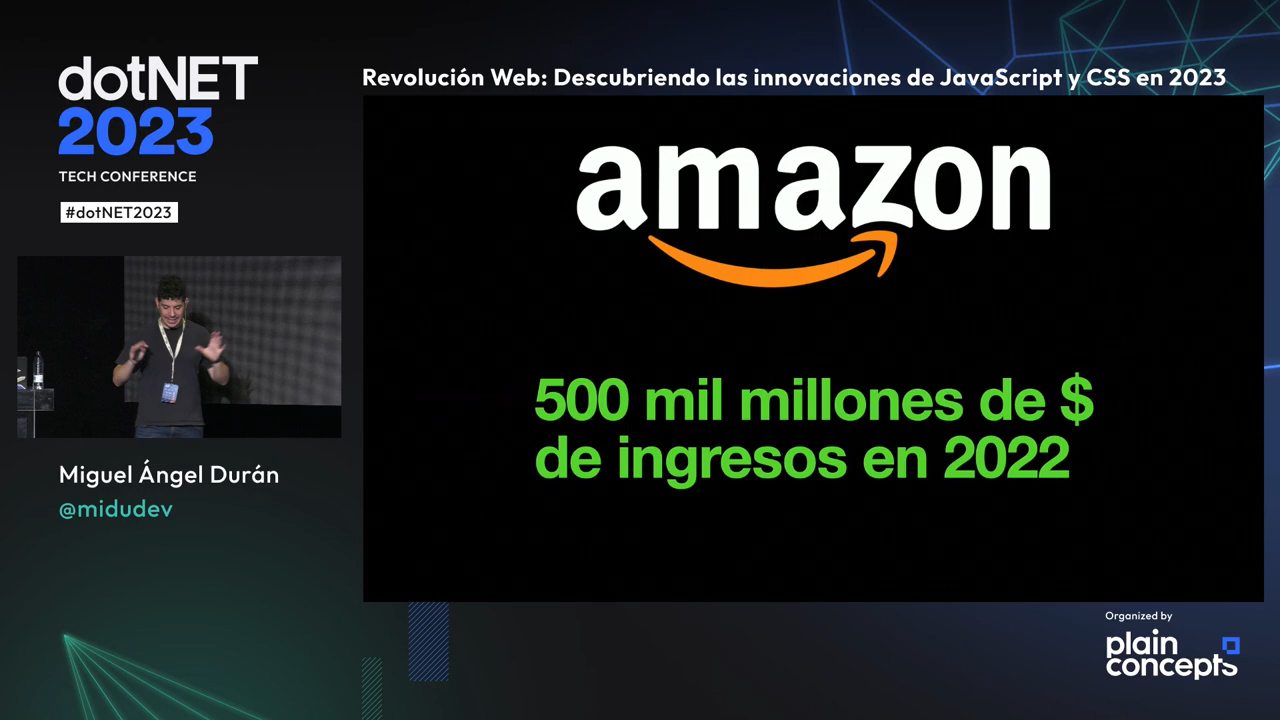 dotNET
2023
TECH CONFERENCE
#dotNET2023
Miguel Ángel Durán
@midudev
Revolución Web: Descubriendo las innovaciones de JavaScript y CSS en 2023
amazon
500 mil millones de $
de ingresos en 2022
Organized by
plain
concepts